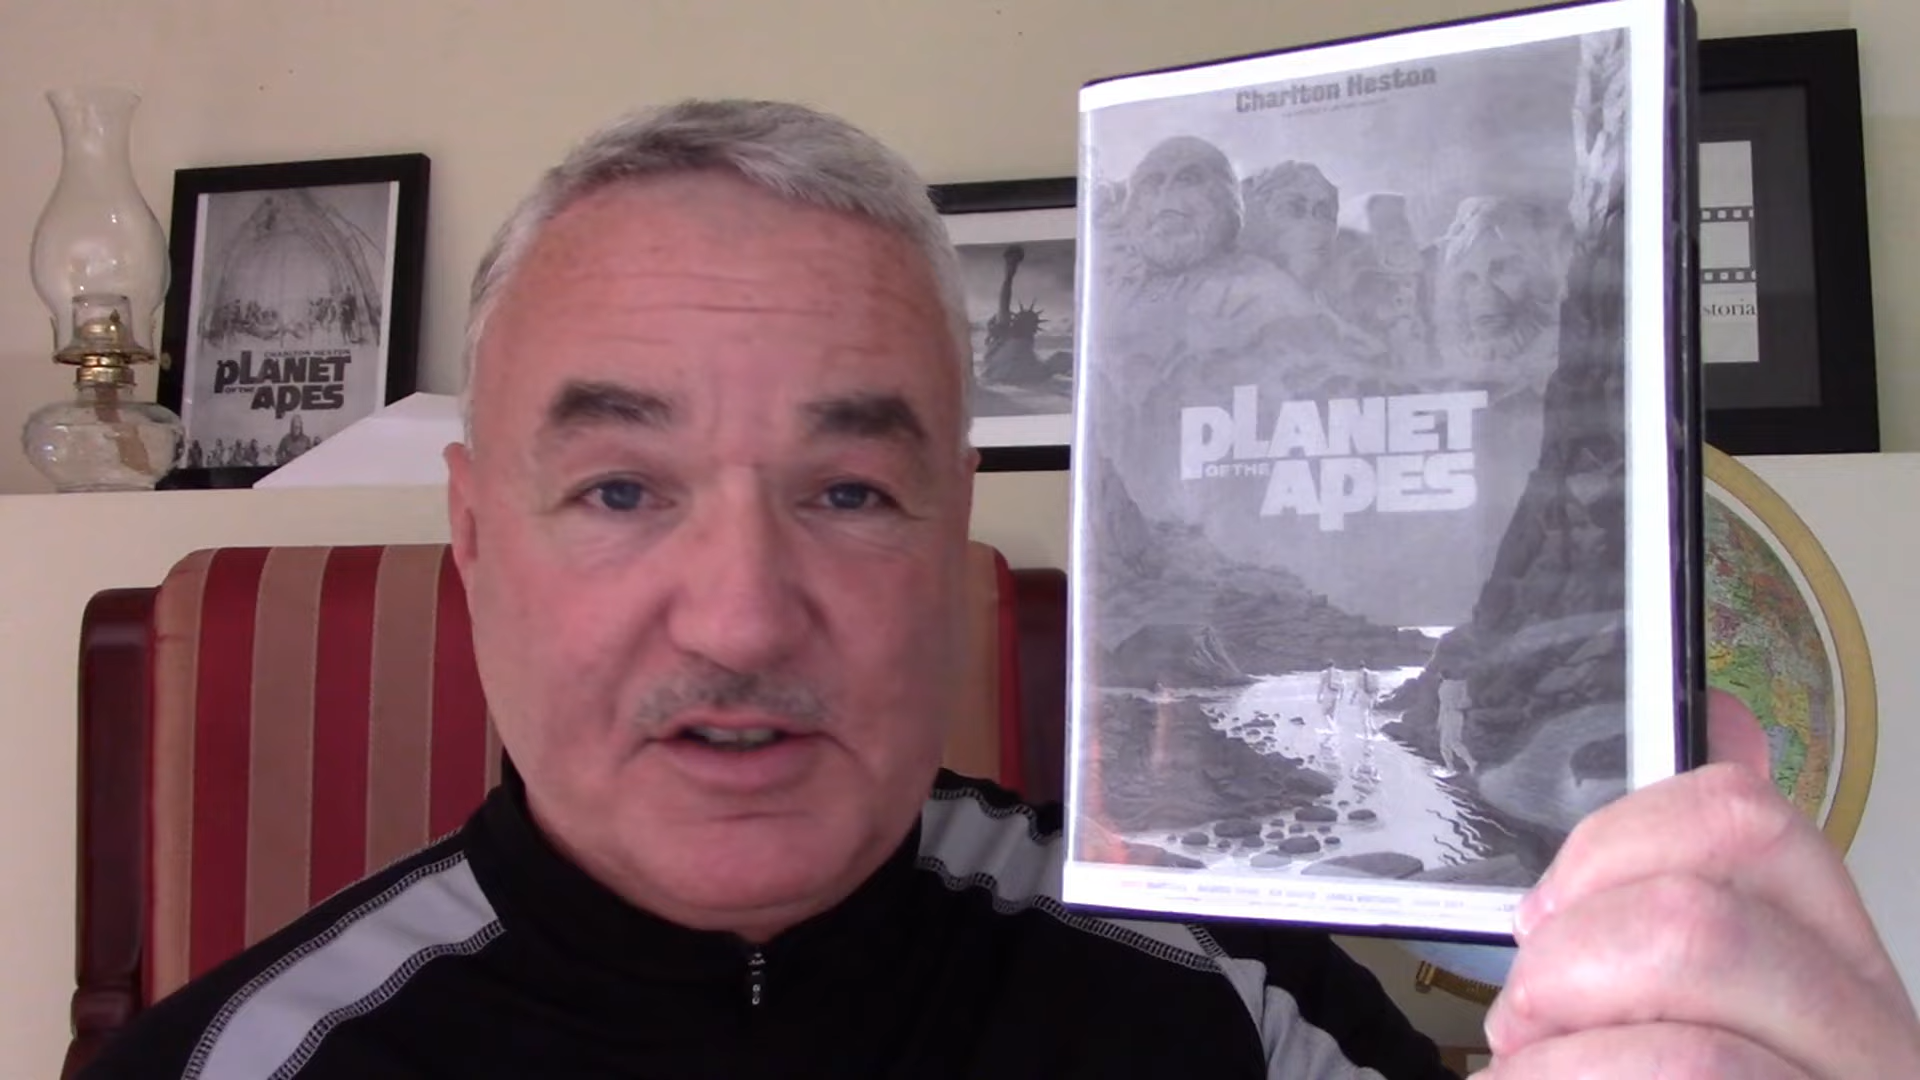 CHARLTON HESTON
PLANET
OF THE
APES
storia
Charlton Heston
PLANET
OF THE
APES